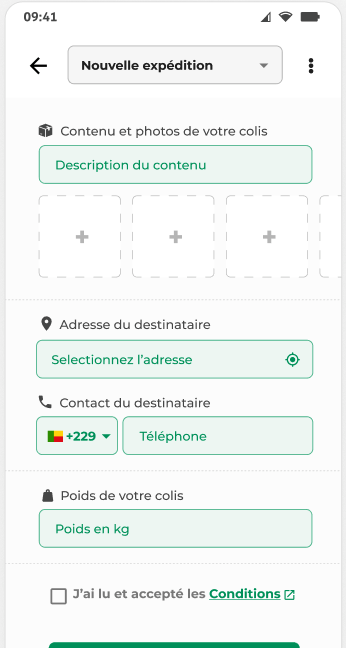 09:41
Nouvelle expédition
Contenu et photos de votre colis
Description du contenu
Adresse du destinataire
Selectionnez l’adresse
Contact du destinataire
+229 Téléphone
Poids de votre colis
Poids en kg
J’ai lu et accepté les Conditions